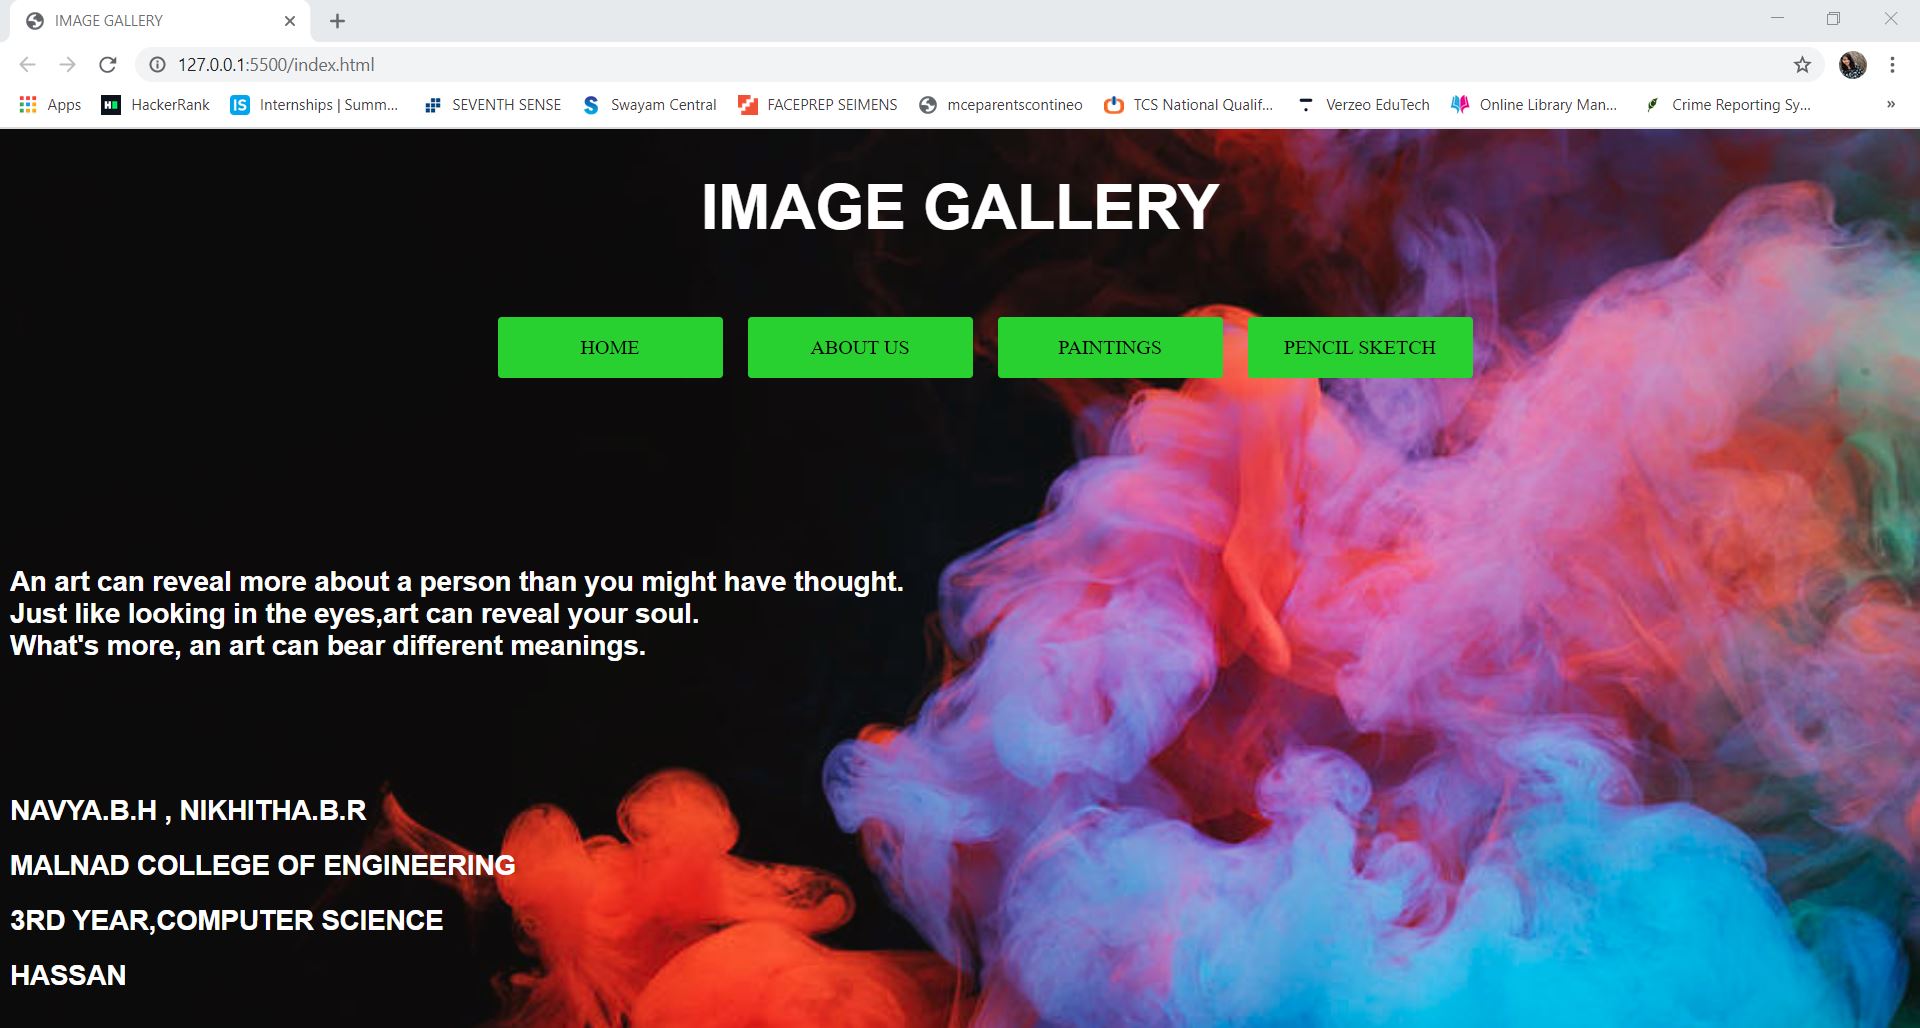 IMAGE GALLERY
127.0.0.1:5500/index.html
Apps HackerRank IS Internships | Summ... SEVENTH SENSE Swayam Central FACEPREP SEIMENS mceparentscontineo TCS National Qualif... Verzeo EduTech Online Library Man... Crime Reporting Sy... »
IMAGE GALLERY
HOME ABOUT US PAINTINGS PENCIL SKETCH
An art can reveal more about a person than you might have thought.
Just like looking in the eyes,art can reveal your soul.
What's more, an art can bear different meanings.
NAVYA.B.H , NIKHITHA.B.R
MALNAD COLLEGE OF ENGINEERING
3RD YEAR,COMPUTER SCIENCE
HASSAN